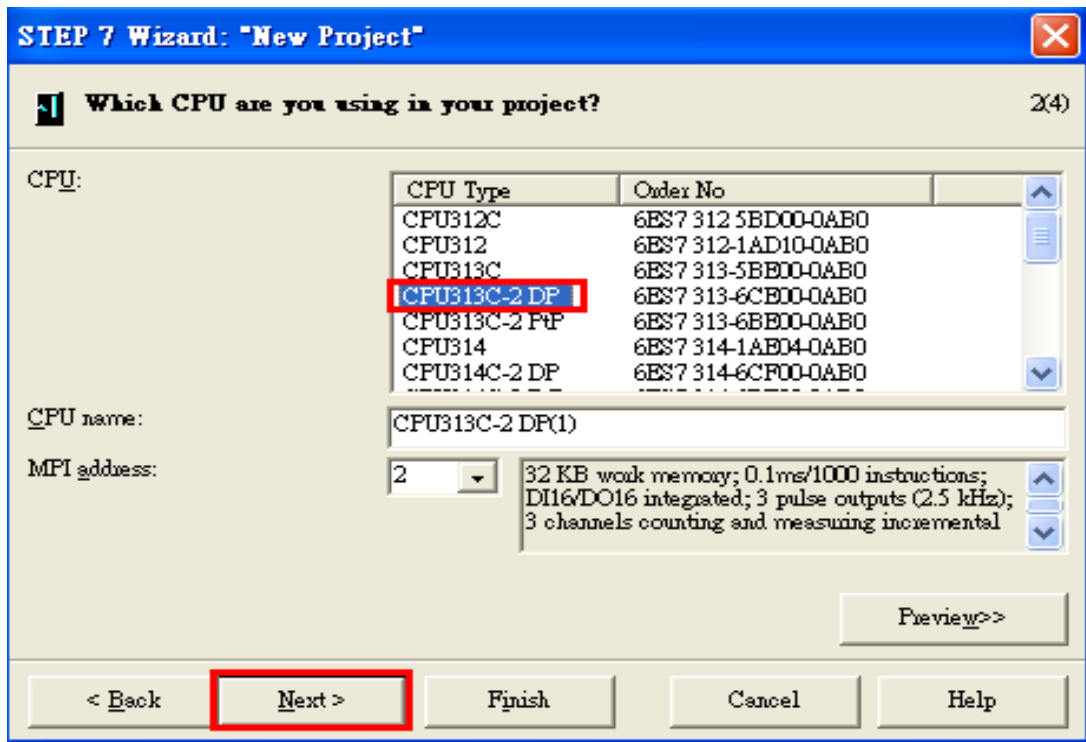 STEP 7 Wizard: "New Project"
Which CPU are you using in your project?
2(4)
CPU:
CPU Type Order No
CPU312C 6ES7 312 5BD00-0AB0
CPU312 6ES7 312-1AD10-0AB0
CPU313C 6ES7 313-5BE00-0AB0
CPU313C-2 DP 6ES7 313-6CE00-0AB0
CPU313C-2 PtP 6ES7 313-6BE00-0AB0
CPU314 6ES7 314-1AE04-0AB0
CPU314C-2 DP 6ES7 314-6CF00-0AB0
CPU name:
CPU313C-2 DP(1)
MPI address:
2
32 KB work memory; 0.1ms/1000 instructions;
DI16/DO16 integrated; 3 pulse outputs (2.5 kHz);
3 channels counting and measuring incremental
Preview>>
< Back Next > Finish Cancel Help